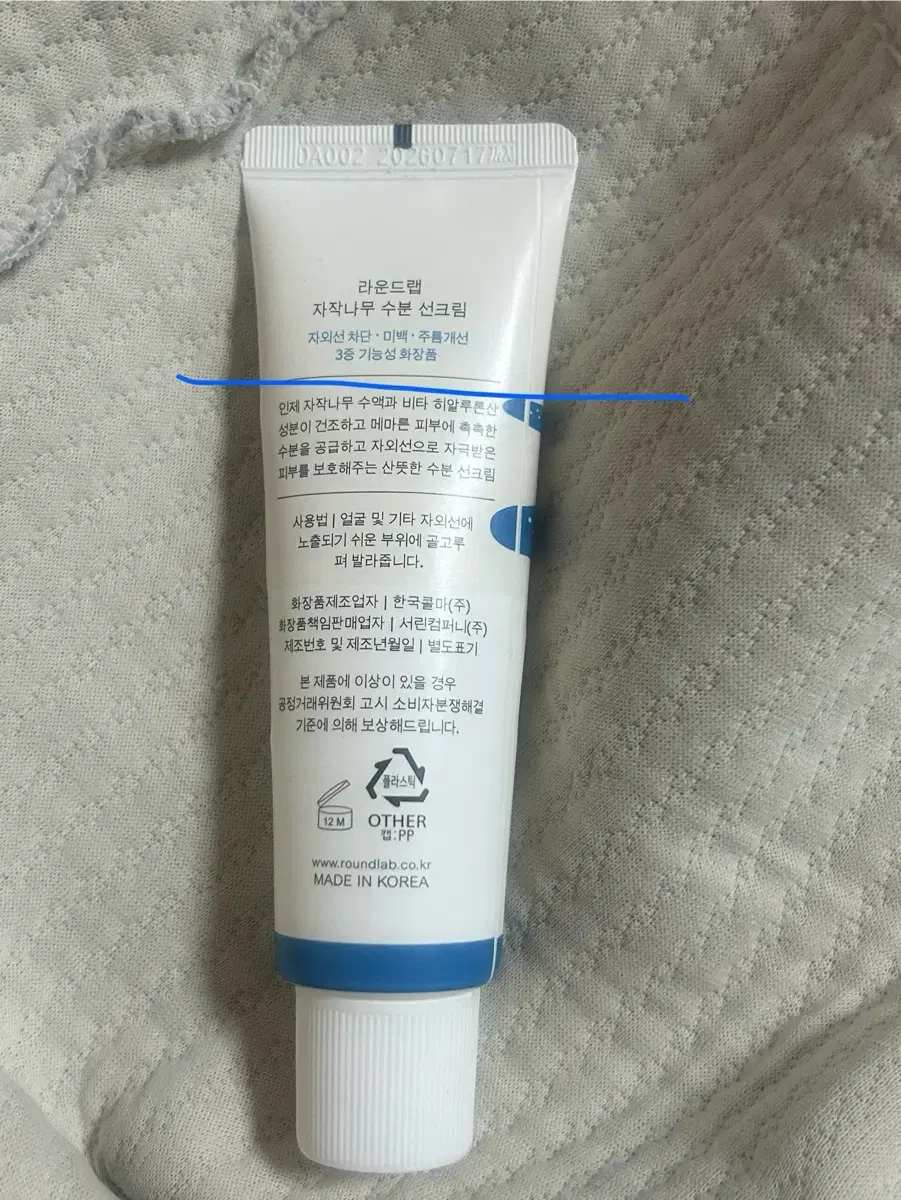 0A002 20260717
라운드랩
자작나무 수분 선크림
자외선 차단 · 미백 · 주름개선
3중 기능성 화장품
인제 자작나무 수액과 비타 히알루론산
성분이 건조하고 메마른 피부에 촉촉한
수분을 공급하고 자외선으로 자극받은
피부를 보호해주는 산뜻한 수분 선크림
사용법 | 얼굴 및 기타 자외선에
노출되기 쉬운 부위에 골고루
펴 발라줍니다.
화장품제조업자 | 한국콜마(주)
화장품책임판매업자 | 서린컴퍼니(주)
제조번호 및 제조년월일 | 별도표기
본 제품에 이상이 있을 경우
공정거래위원회 고시 소비자분쟁해결
기준에 의해 보상해드립니다.
플라스틱
12 M
OTHER
캡:PP
www.roundlab.co.kr
MADE IN KOREA